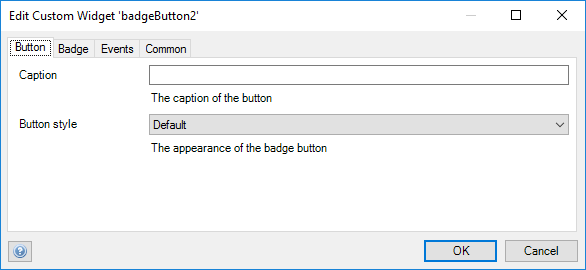 Edit Custom Widget 'badgeButton2'
Button Badge Events Common
Caption
The caption of the button
Button style Default
The appearance of the badge button
OK Cancel